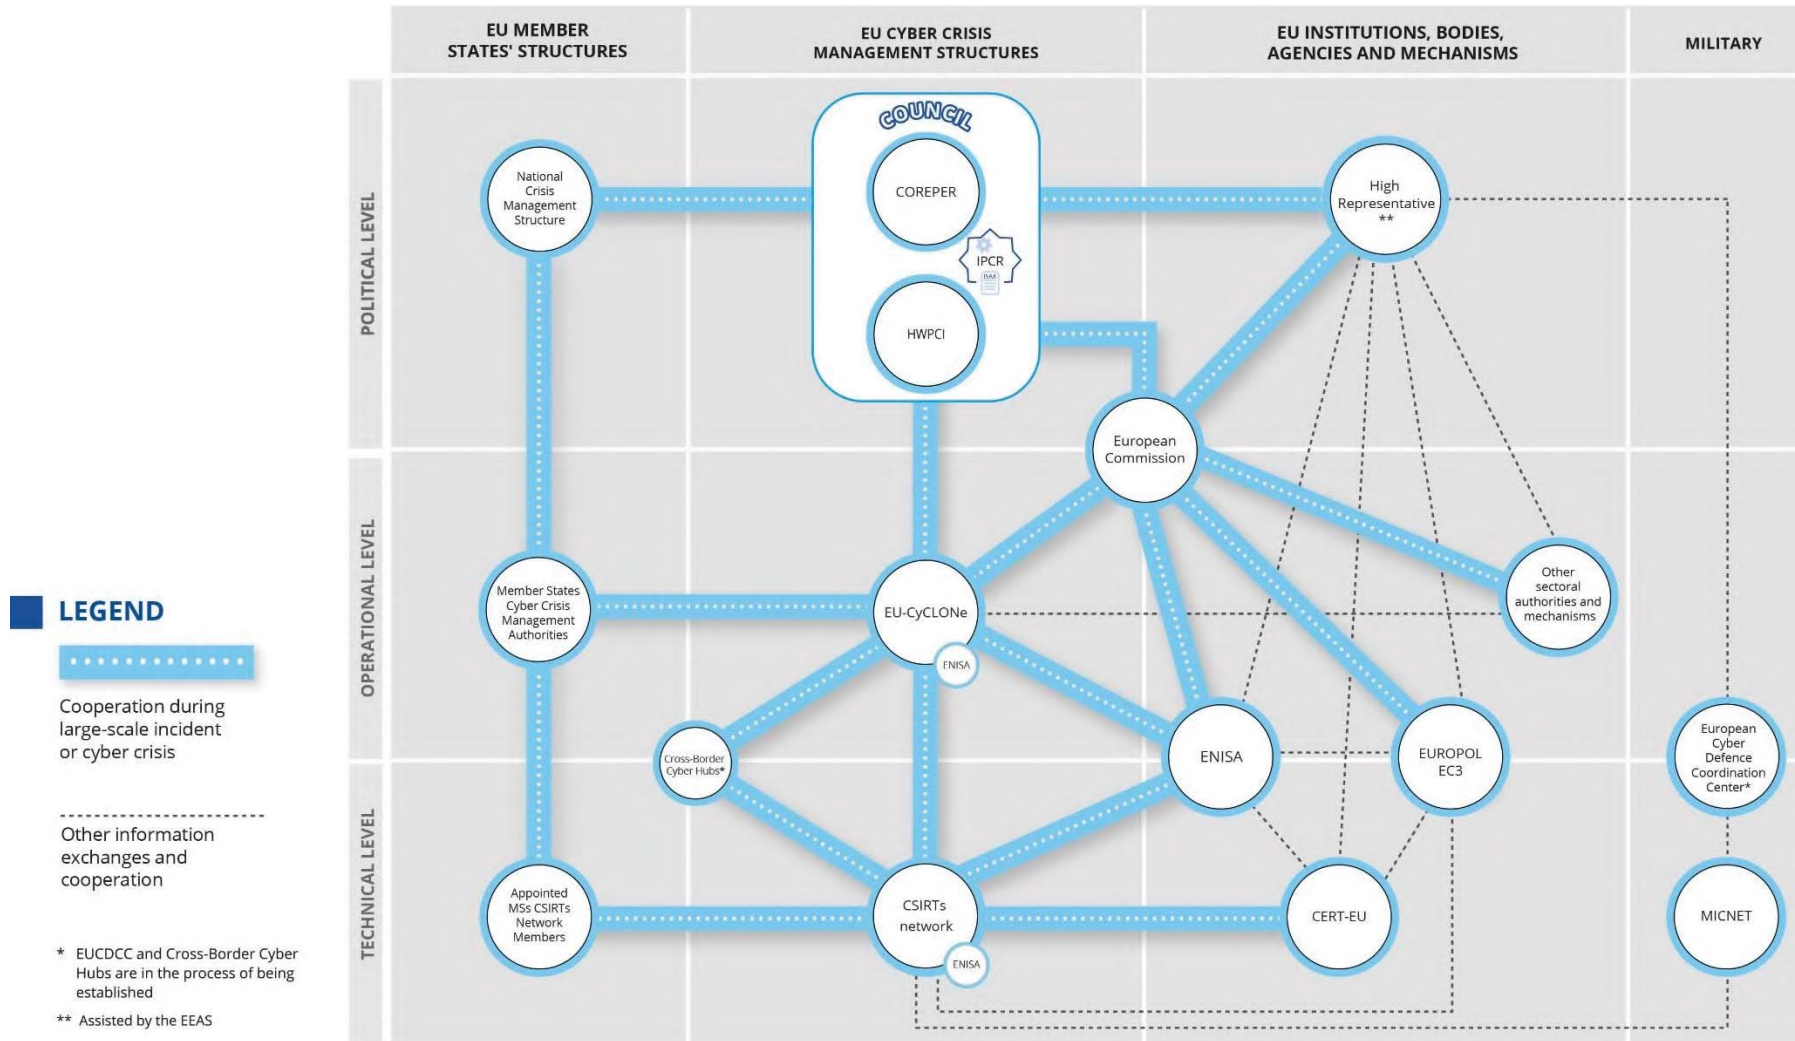 EU MEMBER
STATES' STRUCTURES
EU CYBER CRISIS
MANAGEMENT STRUCTURES
EU INSTITUTIONS, BODIES,
AGENCIES AND MECHANISMS
MILITARY
POLITICAL LEVEL
COUNCIL
National
Crisis
Management
Structure
COREPER
High
Representative
**
IPCR
ISAA
HWPCI
European
Commission
OPERATIONAL LEVEL
Member States
Cyber Crisis
Management
Authorities
EU-CyCLONe
ENISA
Other
sectoral
authorities and
mechanisms
Cross-Border
Cyber Hubs*
ENISA
EUROPOL
EC3
European
Cyber
Defence
Coordination
Center*
TECHNICAL LEVEL
Appointed
MSs CSIRTs
Network
Members
CSIRTs
network
ENISA
CERT-EU
MICNET
LEGEND
Cooperation during
large-scale incident
or cyber crisis
Other information
exchanges and
cooperation
* EUCDCC and Cross-Border Cyber
Hubs are in the process of being
established
** Assisted by the EEAS